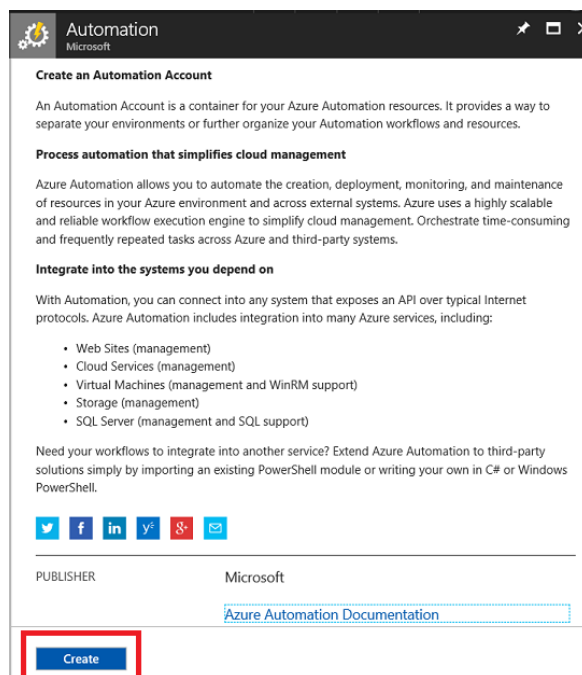 Automation
Microsoft
Create an Automation Account
An Automation Account is a container for your Azure Automation resources. It provides a way to
separate your environments or further organize your Automation workflows and resources.
Process automation that simplifies cloud management
Azure Automation allows you to automate the creation, deployment, monitoring, and maintenance
of resources in your Azure environment and across external systems. Azure uses a highly scalable
and reliable workflow execution engine to simplify cloud management. Orchestrate time-consuming
and frequently repeated tasks across Azure and third-party systems.
Integrate into the systems you depend on
With Automation, you can connect into any system that exposes an API over typical Internet
protocols. Azure Automation includes integration into many Azure services, including:
• Web Sites (management)
• Cloud Services (management)
• Virtual Machines (management and WinRM support)
• Storage (management)
• SQL Server (management and SQL support)
Need your workflows to integrate into another service? Extend Azure Automation to third-party
solutions simply by importing an existing PowerShell module or writing your own in C# or Windows
PowerShell.
PUBLISHER Microsoft
Azure Automation Documentation
Create